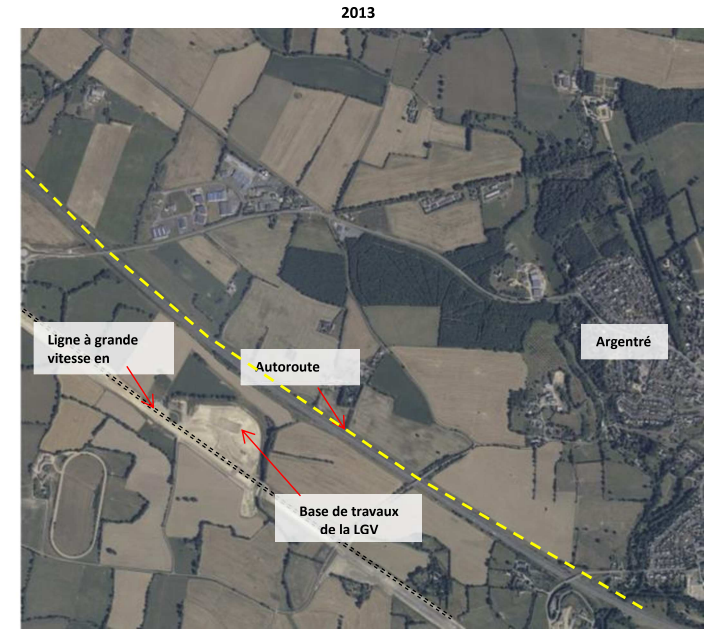 2013
Ligne à grande
vitesse en
Autoroute
Argentré
Base de travaux
de la LGV